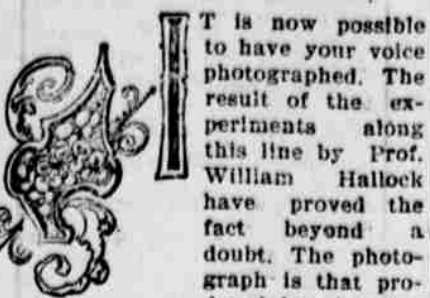 IT is now possible
to have your voice
photographed. The
result of the ex-
periments along
this line by Prof.
William Hallock
have proved the
fact beyond a
doubt. The photo-
graph is that pro-